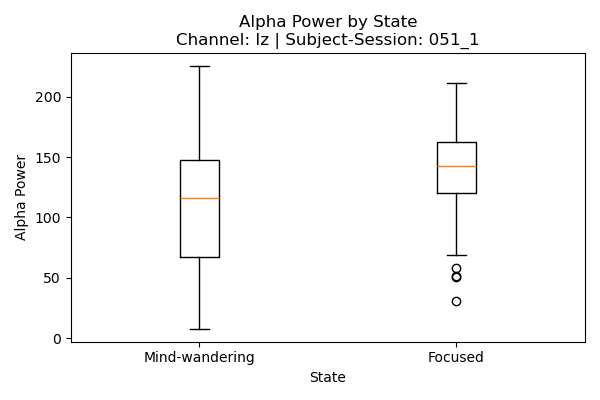 Alpha Power by State
Channel: Iz | Subject-Session: 051_1
Alpha Power
200
150
100
50
0
Mind-wandering
Focused
State